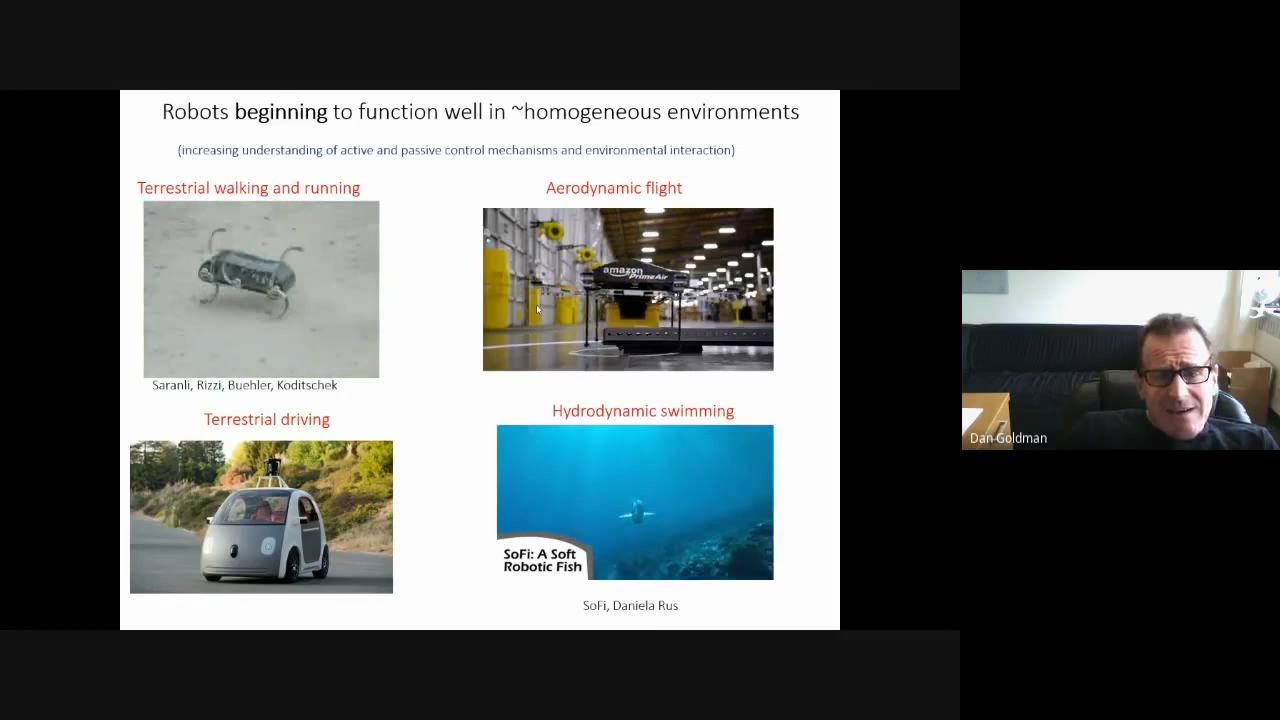 Robots beginning to function well in ~homogeneous environments
(increasing understanding of active and passive control mechanisms and environmental interaction)
Terrestrial walking and running
Aerodynamic flight
amazon
PrimeAir
Saranli, Rizzi, Buehler, Koditschek
Terrestrial driving
Hydrodynamic swimming
SoFi: A Soft
Robotic Fish
SoFi, Daniela Rus
Dan Goldman